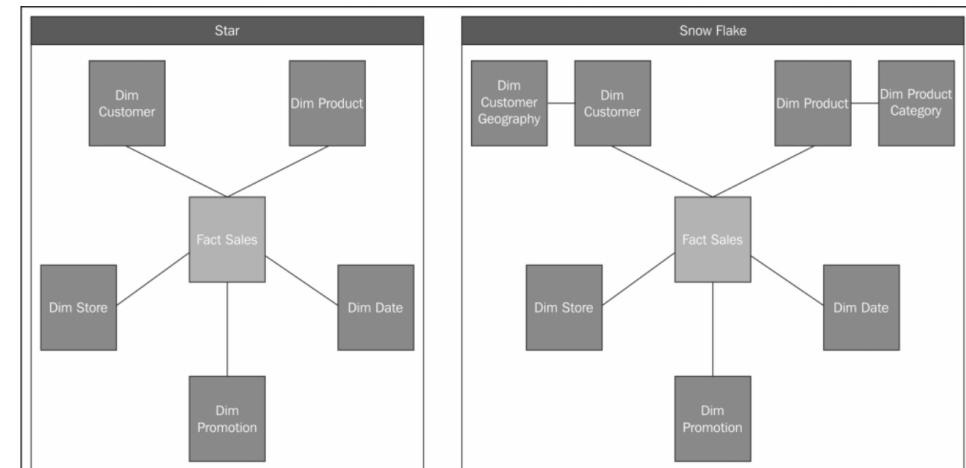 Star
Dim
Customer
Dim Product
Fact Sales
Dim Store
Dim Date
Dim
Promotion
Snow Flake
Dim
Customer
Geography
Dim
Customer
Dim Product
Dim Product
Category
Fact Sales
Dim Store
Dim Date
Dim
Promotion